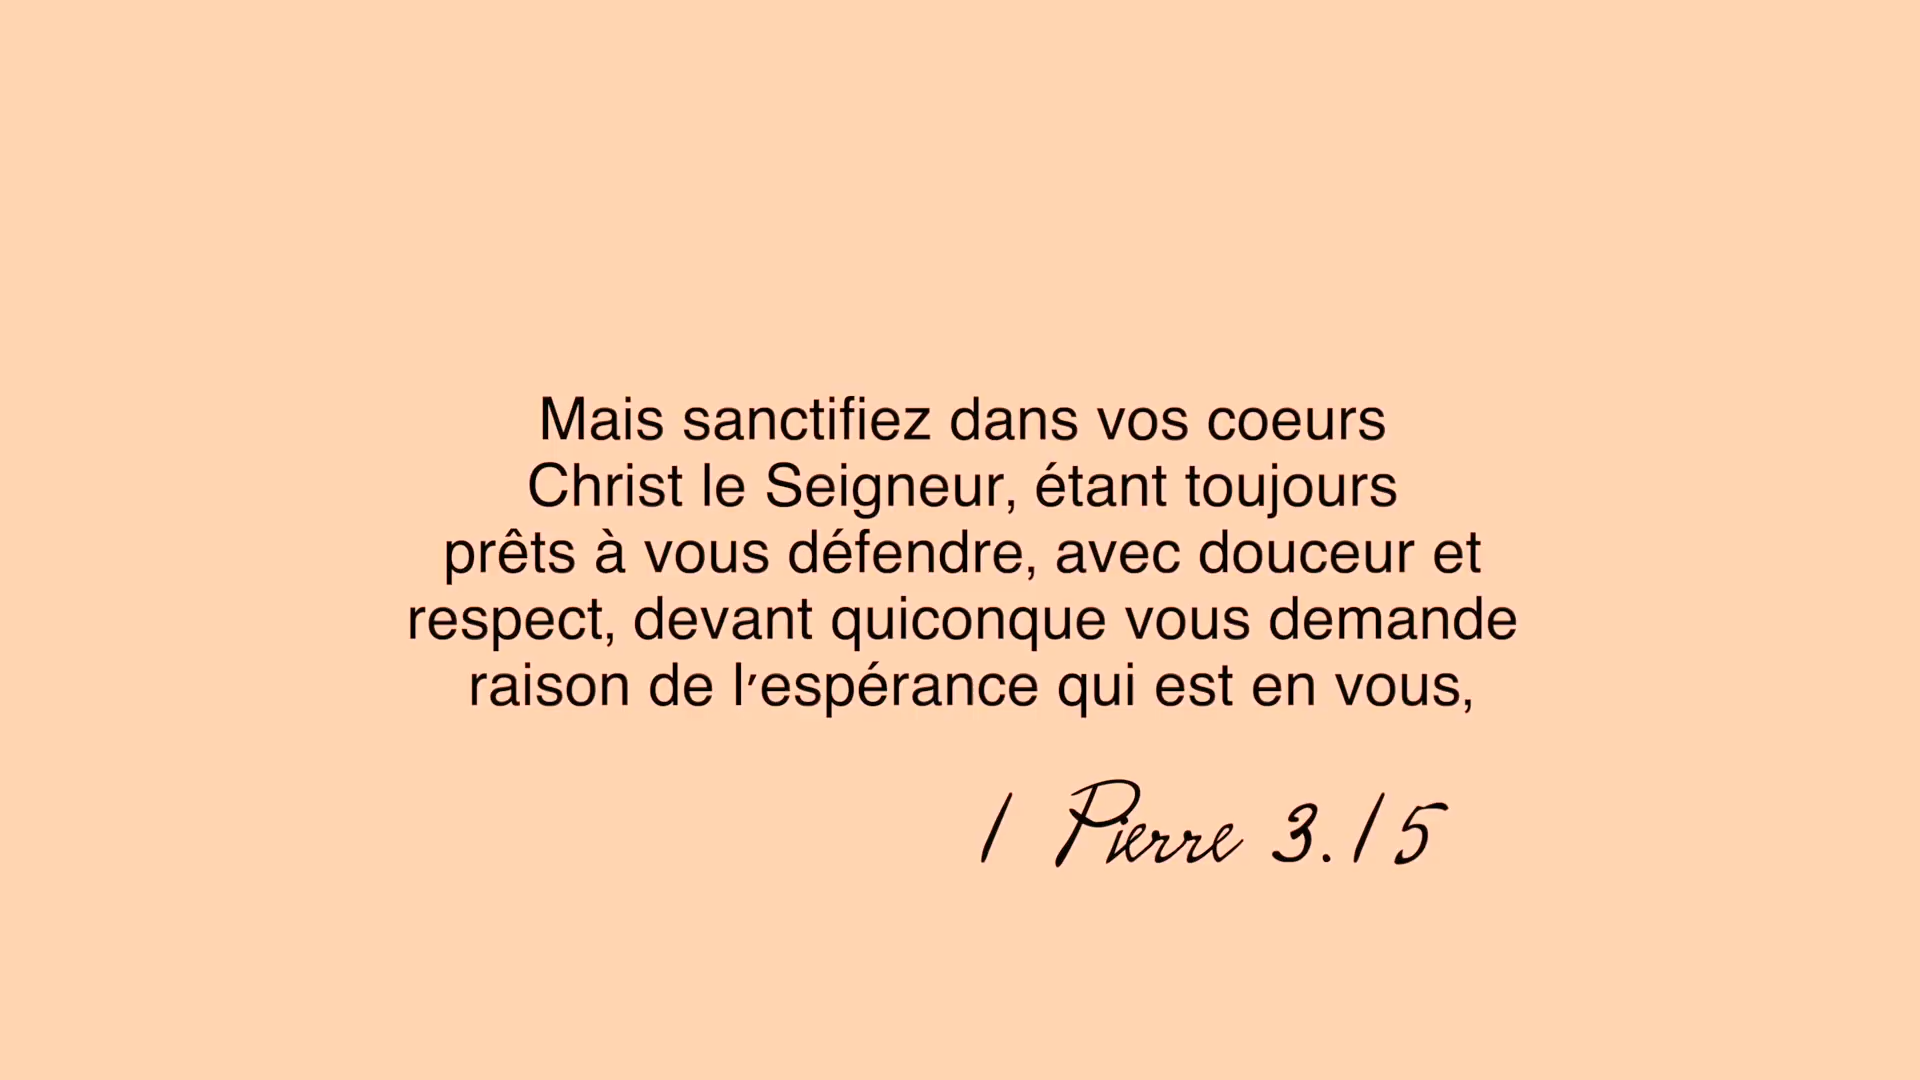 Mais sanctifiez dans vos coeurs
Christ le Seigneur, étant toujours
prêts à vous défendre, avec douceur et
respect, devant quiconque vous demande
raison de l'espérance qui est en vous,
1 Pierre 3.15